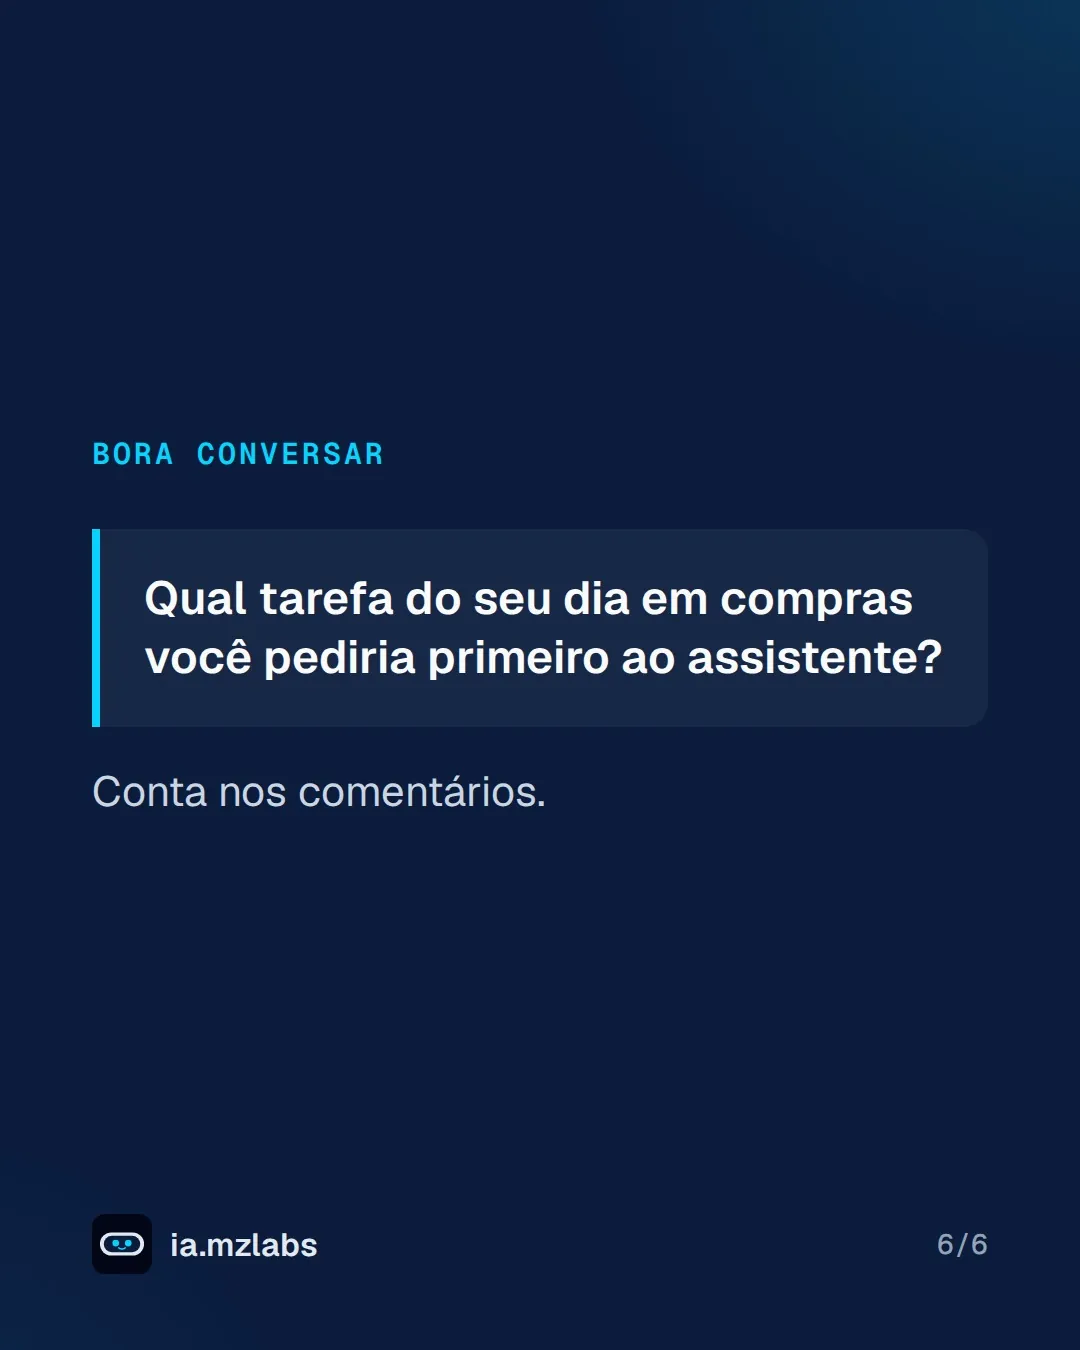 BORA CONVERSAR
Qual tarefa do seu dia em compras
você pediria primeiro ao assistente?
Conta nos comentários.
ia.mzlabs
6/6